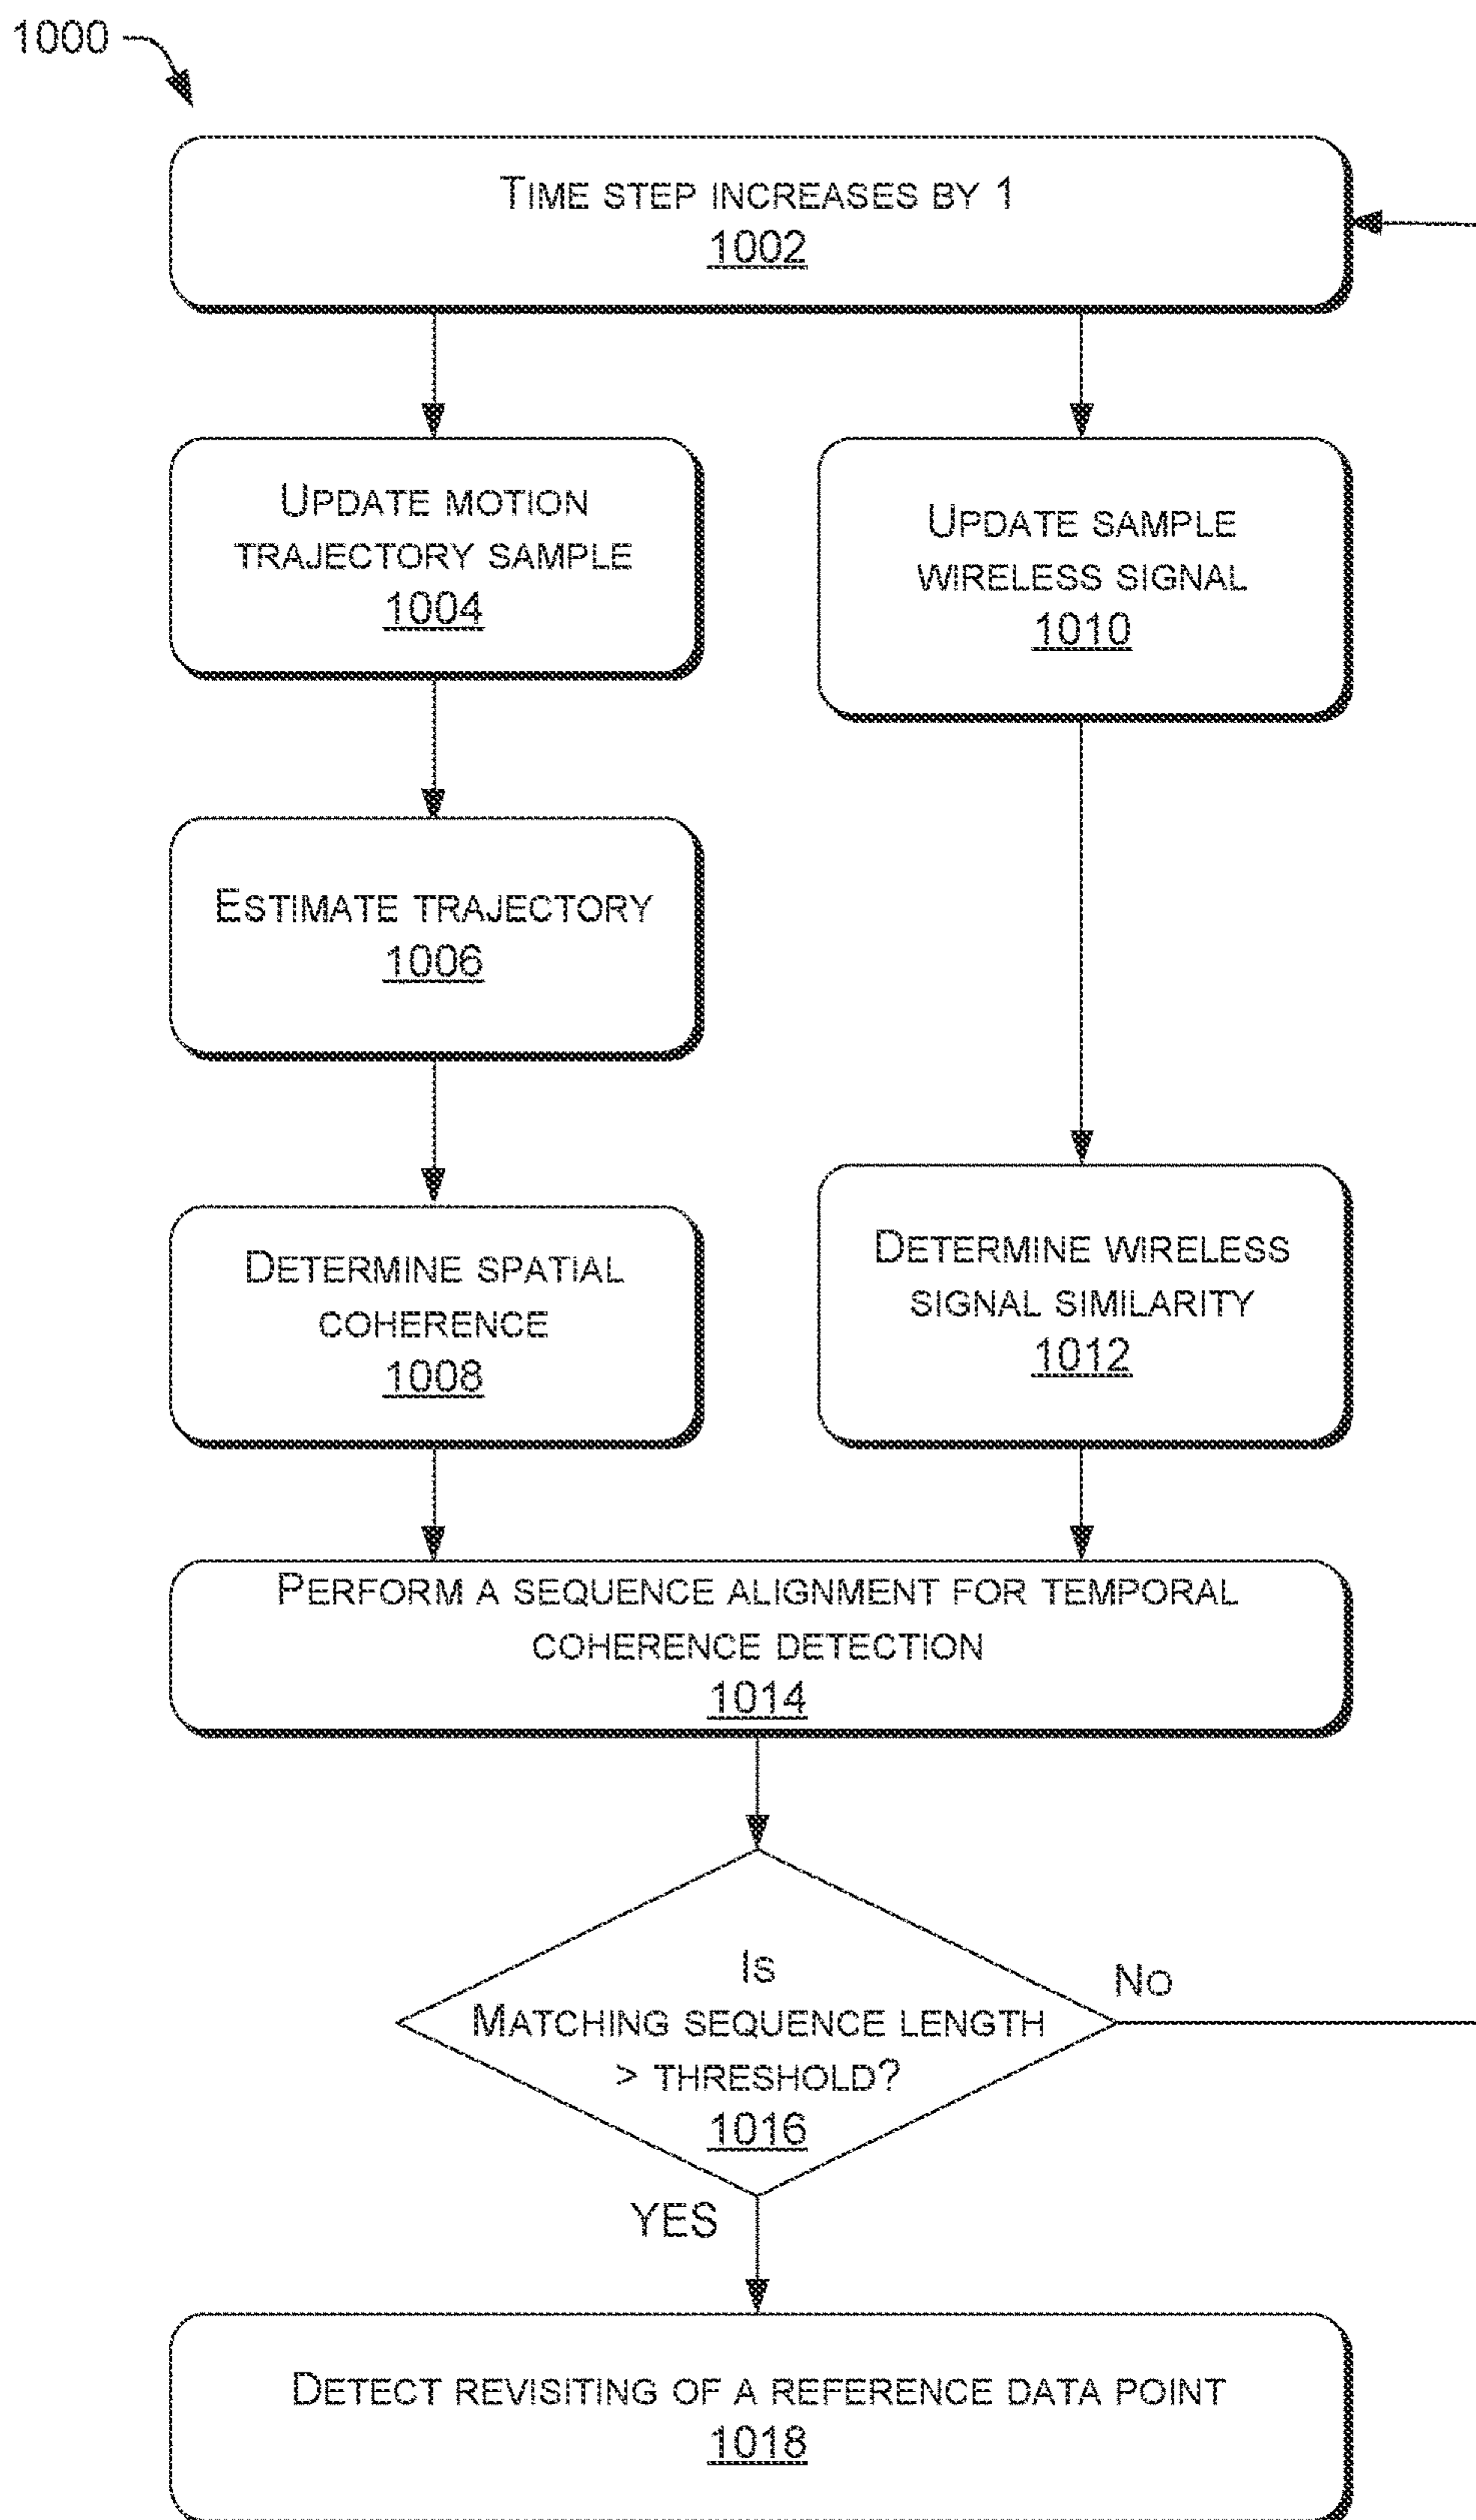 1000
TIME STEP INCREASES BY 1
1002
UPDATE MOTION
TRAJECTORY SAMPLE
1004
UPDATE SAMPLE
WIRELESS SIGNAL
1010
ESTIMATE TRAJECTORY
1006
DETERMINE SPATIAL
COHERENCE
1008
DETERMINE WIRELESS
SIGNAL SIMILARITY
1012
PERFORM A SEQUENCE ALIGNMENT FOR TEMPORAL
COHERENCE DETECTION
1014
IS
MATCHING SEQUENCE LENGTH
> THRESHOLD?
1016
NO
YES
DETECT REVISITING OF A REFERENCE DATA POINT
1018